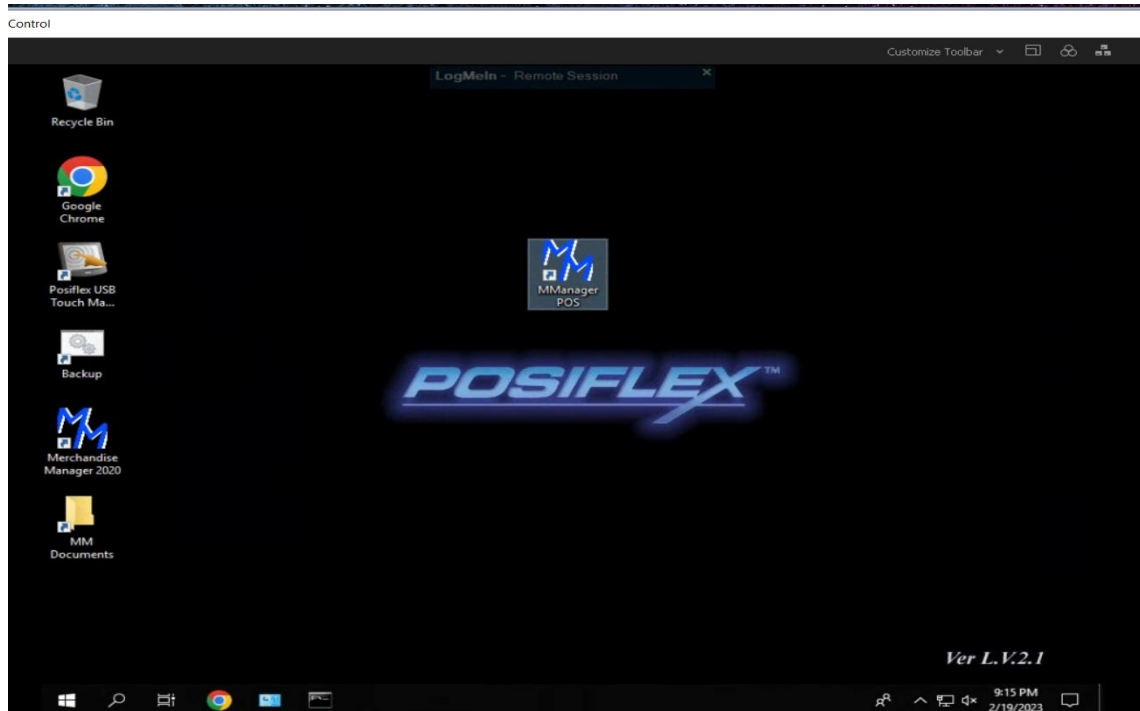 Control
Customize Toolbar
LogMeIn - Remote Session
Recycle Bin
Google
Chrome
Posiflex USB
Touch Ma...
Backup
Merchandise
Manager 2020
MM
Documents
MManager
POS
POSIFLEX™
Ver L.V.2.1
9:15 PM
2/19/2023